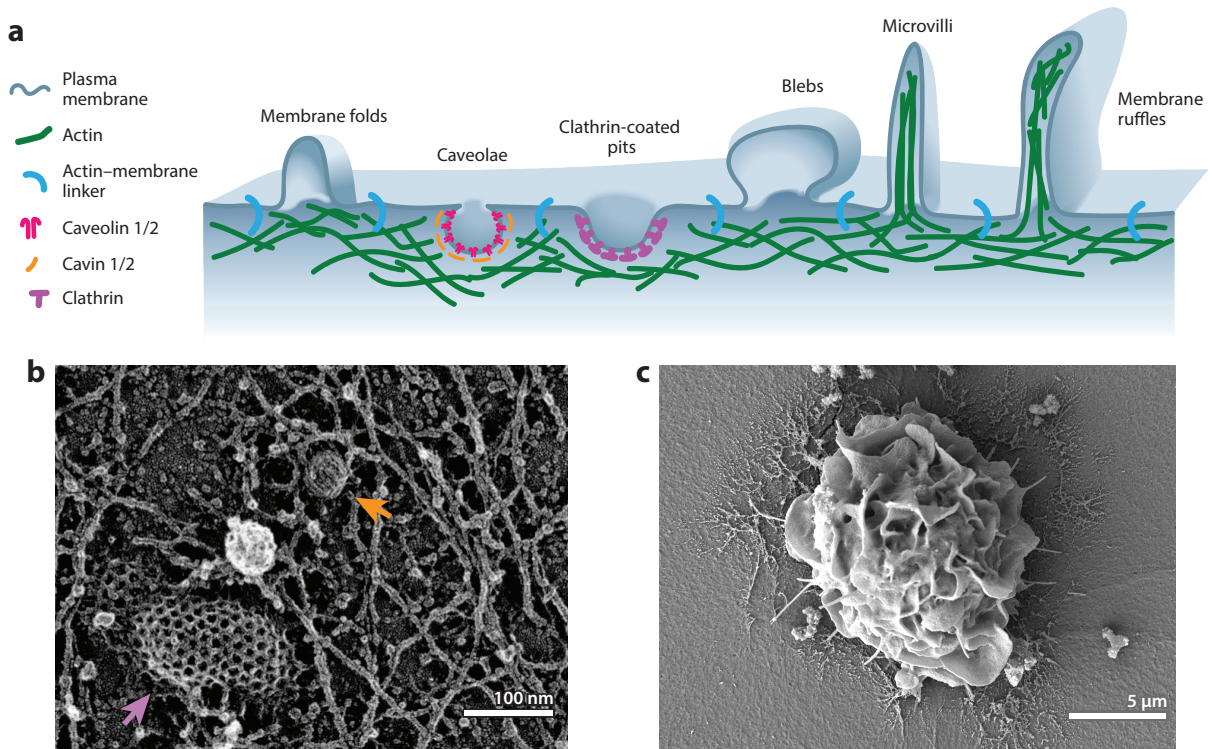 a
Plasma
membrane
Actin
Actin–membrane
linker
Caveolin 1/2
Cavin 1/2
Clathrin
Membrane folds
Caveolae
Clathrin-coated
pits
Blebs
Microvilli
Membrane
ruffles
b
100 nm
c
5 µm